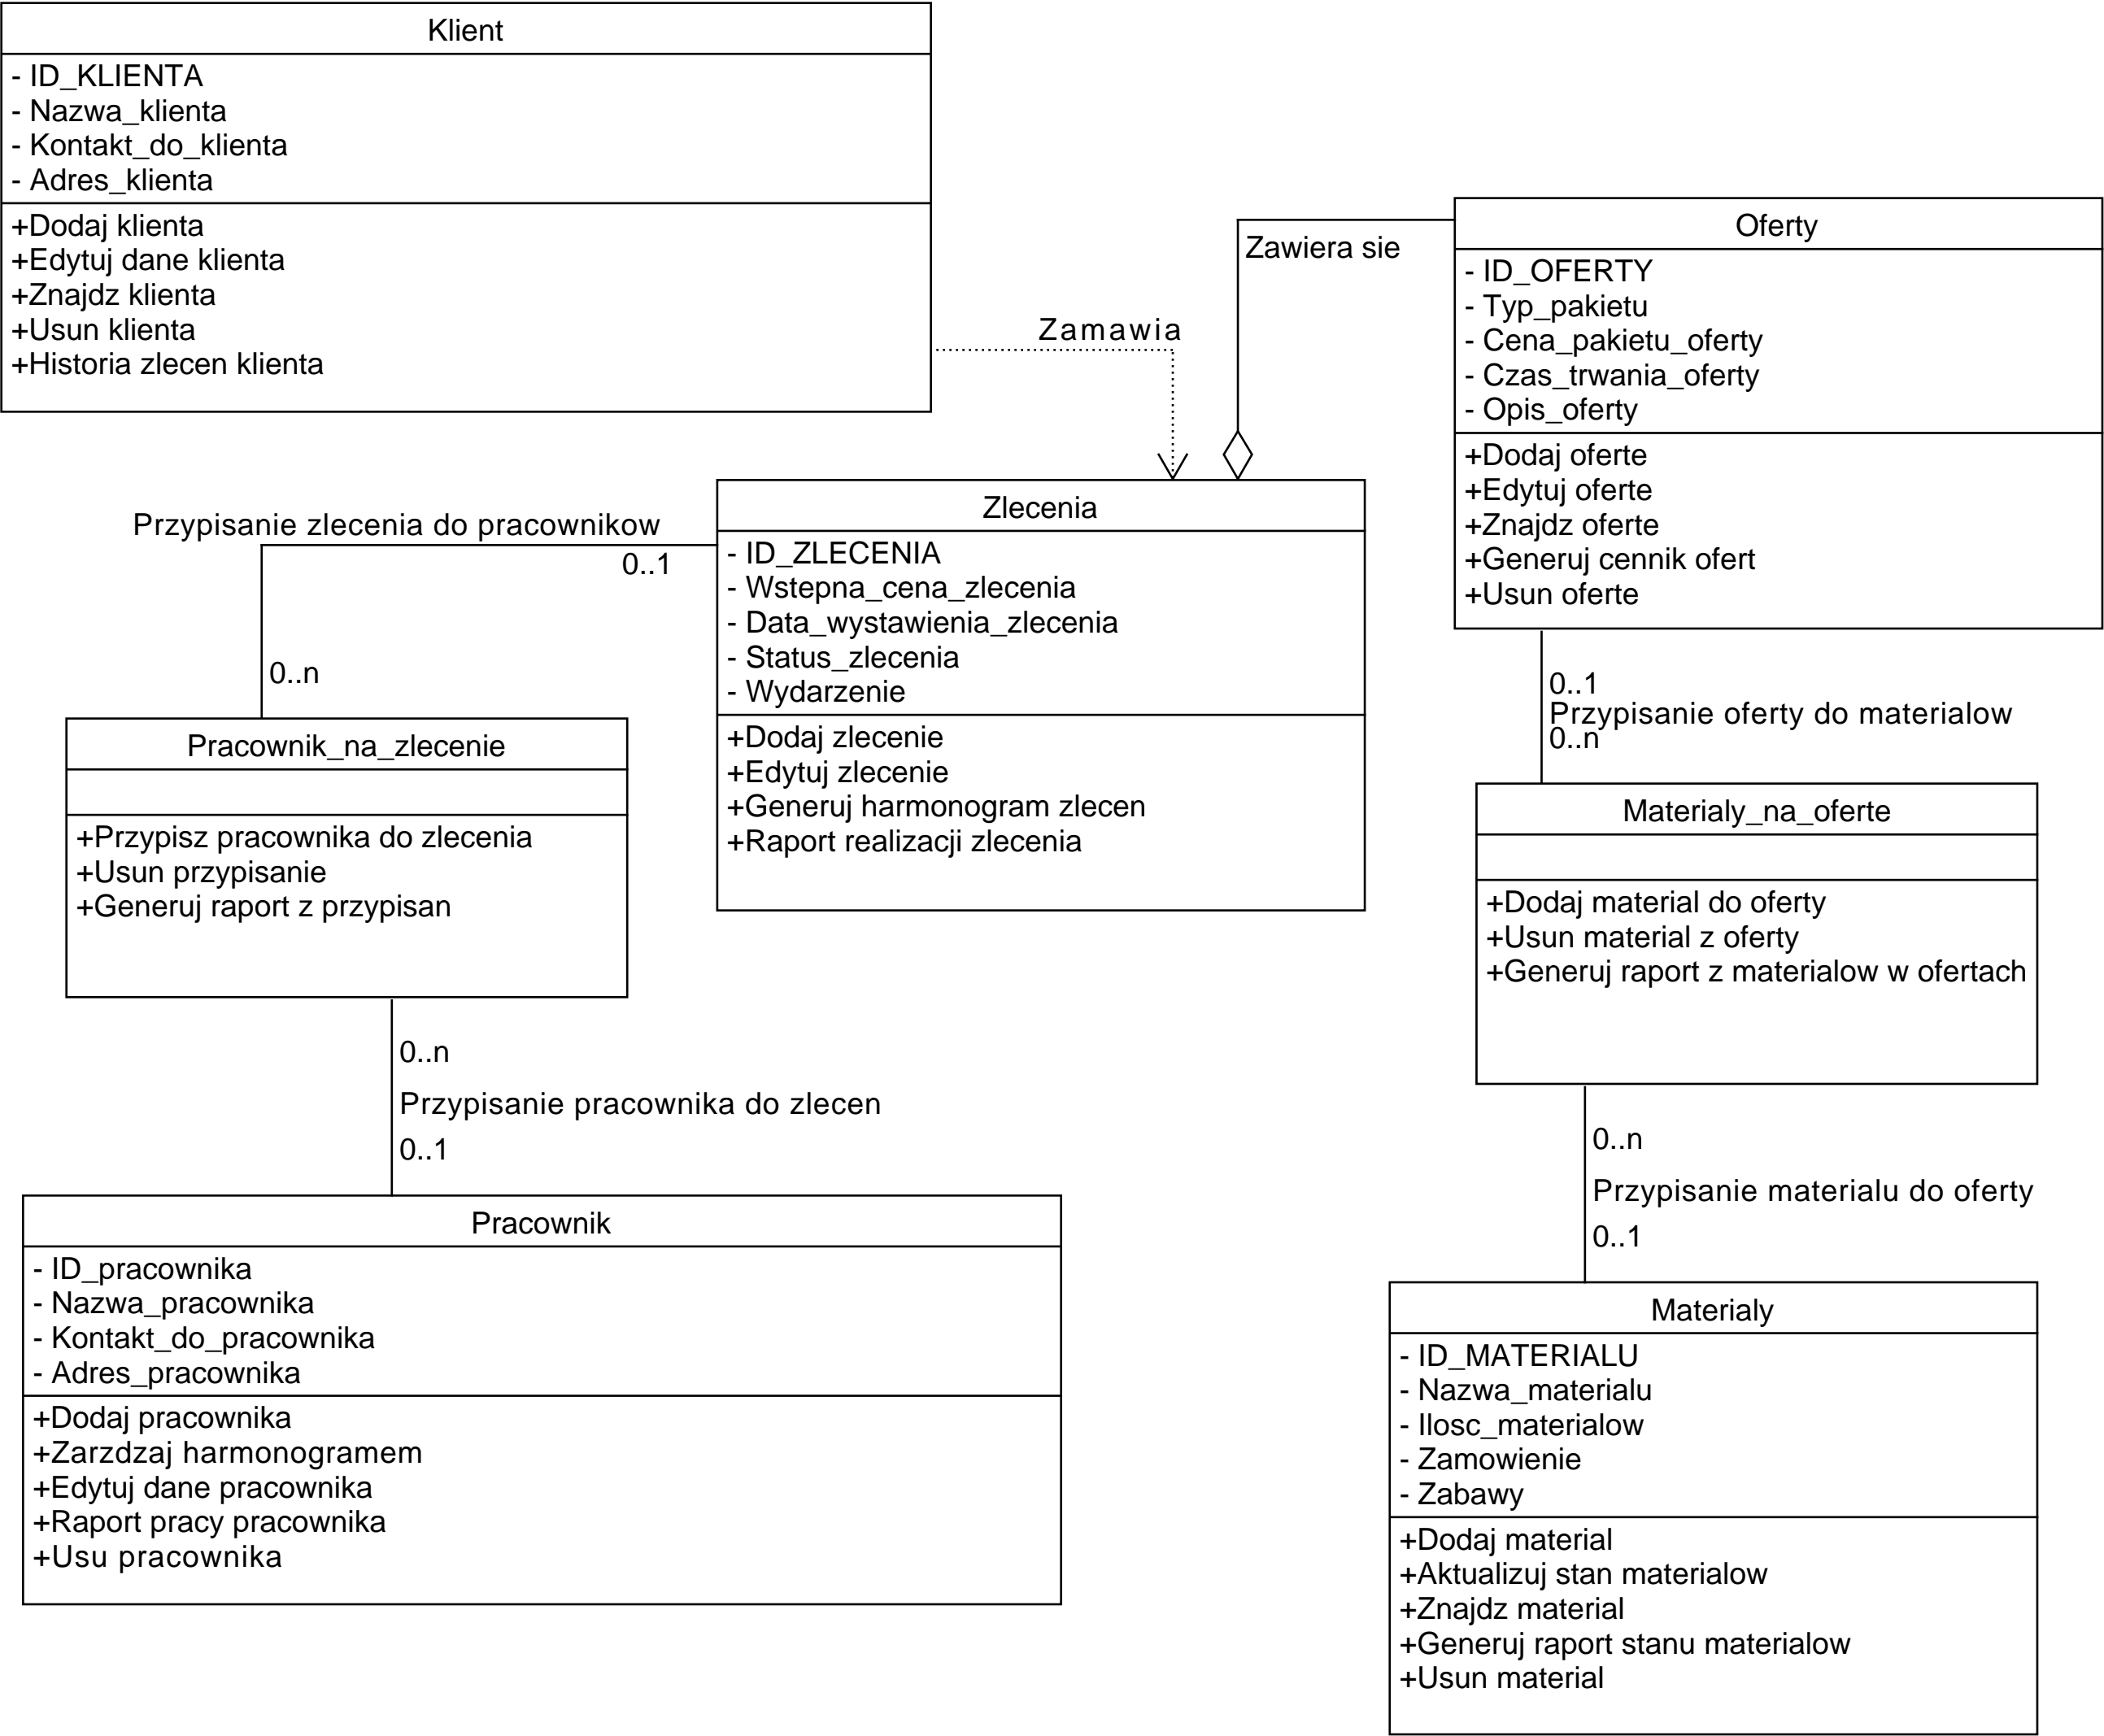 Klient
- ID_KLIENTA
- Nazwa_klienta
- Kontakt_do_klienta
- Adres_klienta
+Dodaj klienta
+Edytuj dane klienta
+Znajdz klienta
+Usun klienta
+Historia zlecen klienta
Zamawia
Zawiera sie
Oferty
- ID_OFERTY
- Typ_pakietu
- Cena_pakietu_oferty
- Czas_trwania_oferty
- Opis_oferty
+Dodaj oferte
+Edytuj oferte
+Znajdz oferte
+Generuj cennik ofert
+Usun oferte
Przypisanie zlecenia do pracownikow
0..1
0..n
Zlecenia
- ID_ZLECENIA
- Wstepna_cena_zlecenia
- Data_wystawienia_zlecenia
- Status_zlecenia
- Wydarzenie
+Dodaj zlecenie
+Edytuj zlecenie
+Generuj harmonogram zlecen
+Raport realizacji zlecenia
0..1
Przypisanie oferty do materialow
0..n
Pracownik_na_zlecenie
+Przypisz pracownika do zlecenia
+Usun przypisanie
+Generuj raport z przypisan
Materialy_na_oferte
+Dodaj material do oferty
+Usun material z oferty
+Generuj raport z materialow w ofertach
0..n
Przypisanie pracownika do zlecen
0..1
0..n
Przypisanie materialu do oferty
0..1
Pracownik
- ID_pracownika
- Nazwa_pracownika
- Kontakt_do_pracownika
- Adres_pracownika
+Dodaj pracownika
+Zarzdzaj harmonogramem
+Edytuj dane pracownika
+Raport pracy pracownika
+Usu pracownika
Materialy
- ID_MATERIALU
- Nazwa_materialu
- Ilosc_materialow
- Zamowienie
- Zabawy
+Dodaj material
+Aktualizuj stan materialow
+Znajdz material
+Generuj raport stanu materialow
+Usun material